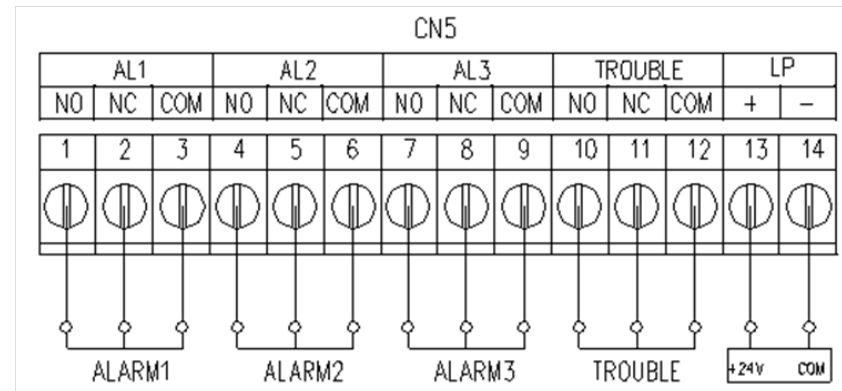 CN5
AL1 AL2 AL3 TROUBLE LP
NO NC COM NO NC COM NO NC COM NO NC COM + −
1 2 3 4 5 6 7 8 9 10 11 12 13 14
ALARM1 ALARM2 ALARM3 TROUBLE +24V COM